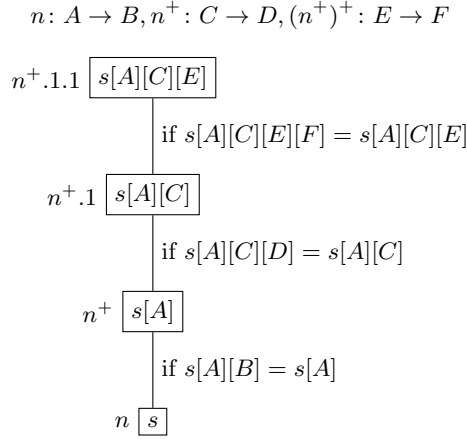 n: A → B, n⁺: C → D, (n⁺)⁺: E → F
n⁺.1.1 s[A][C][E]
if s[A][C][E][F] = s[A][C][E]
n⁺.1 s[A][C]
if s[A][C][D] = s[A][C]
n⁺ s[A]
if s[A][B] = s[A]
n s